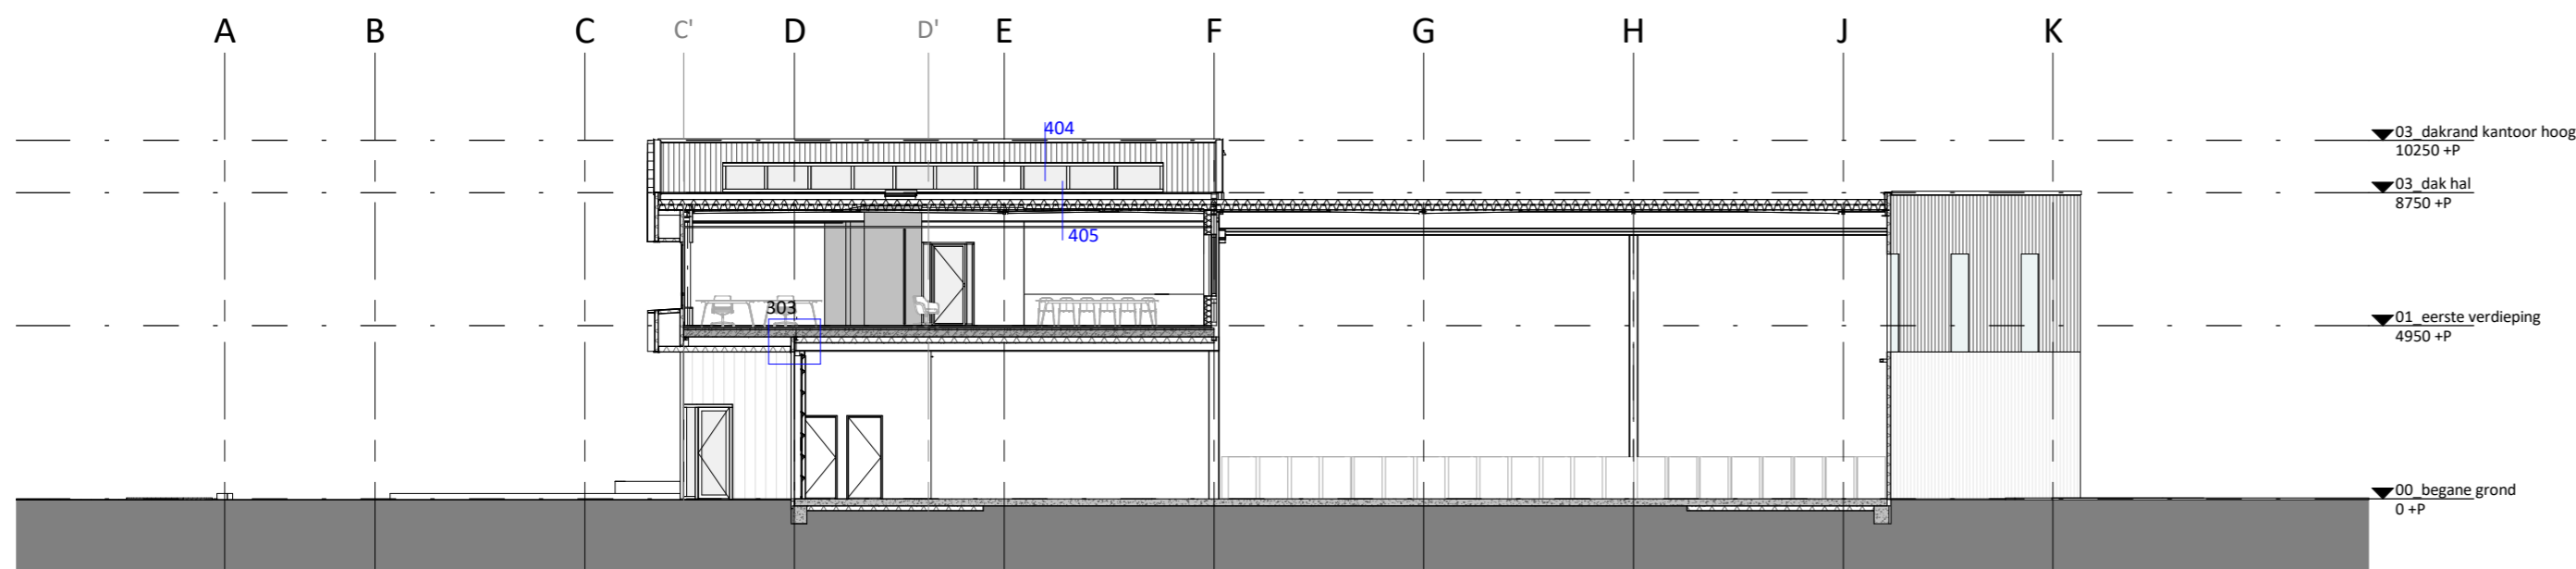 A
B
C
C'
D
D'
E
F
G
H
J
K
404
03_dakrand kantoor hoog
10250 +P
03_dak hal
8750 +P
405
303
01_eerste verdieping
4950 +P
00_begane grond
0 +P